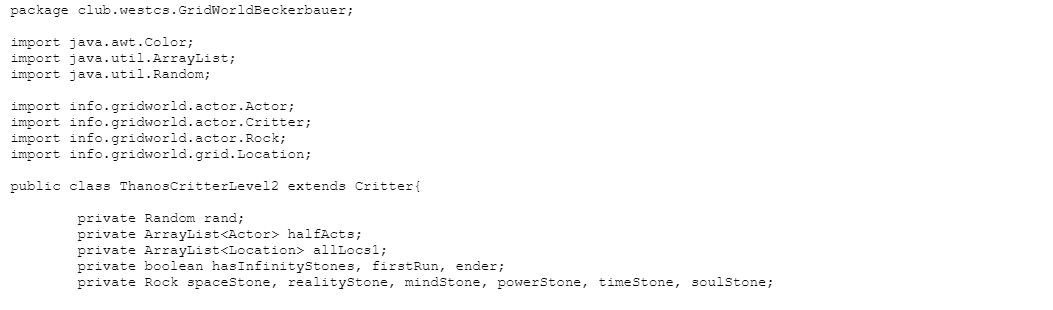 package club.westcs.GridWorldBeckerbauer;
import java.awt.Color;
import java.util.ArrayList;
import java.util.Random;
import info.gridworld.actor.Actor;
import info.gridworld.actor.Critter;
import info.gridworld.actor.Rock;
import info.gridworld.grid.Location;
public class ThanosCritterLevel2 extends Critter{
private Random rand;
private ArrayList<Actor> halfActs;
private ArrayList<Location> allLocs1;
private boolean hasInfinityStones, firstRun, ender;
private Rock spaceStone, realityStone, mindStone, powerStone, timeStone, soulStone;